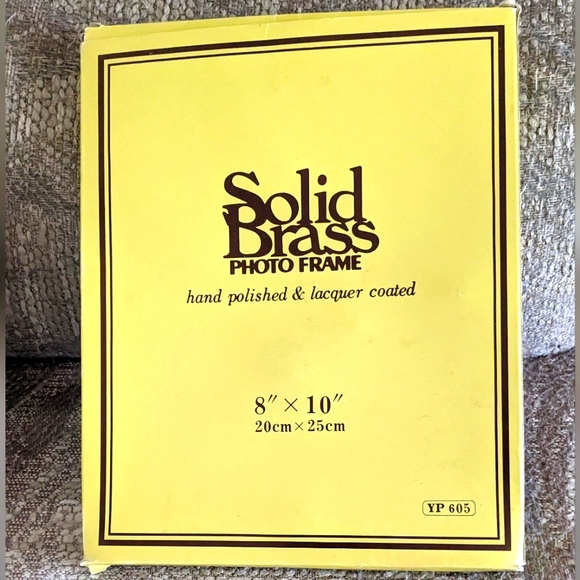 Solid
Brass
PHOTO FRAME
hand polished & lacquer coated
8″ × 10″
20cm × 25cm
YP 605